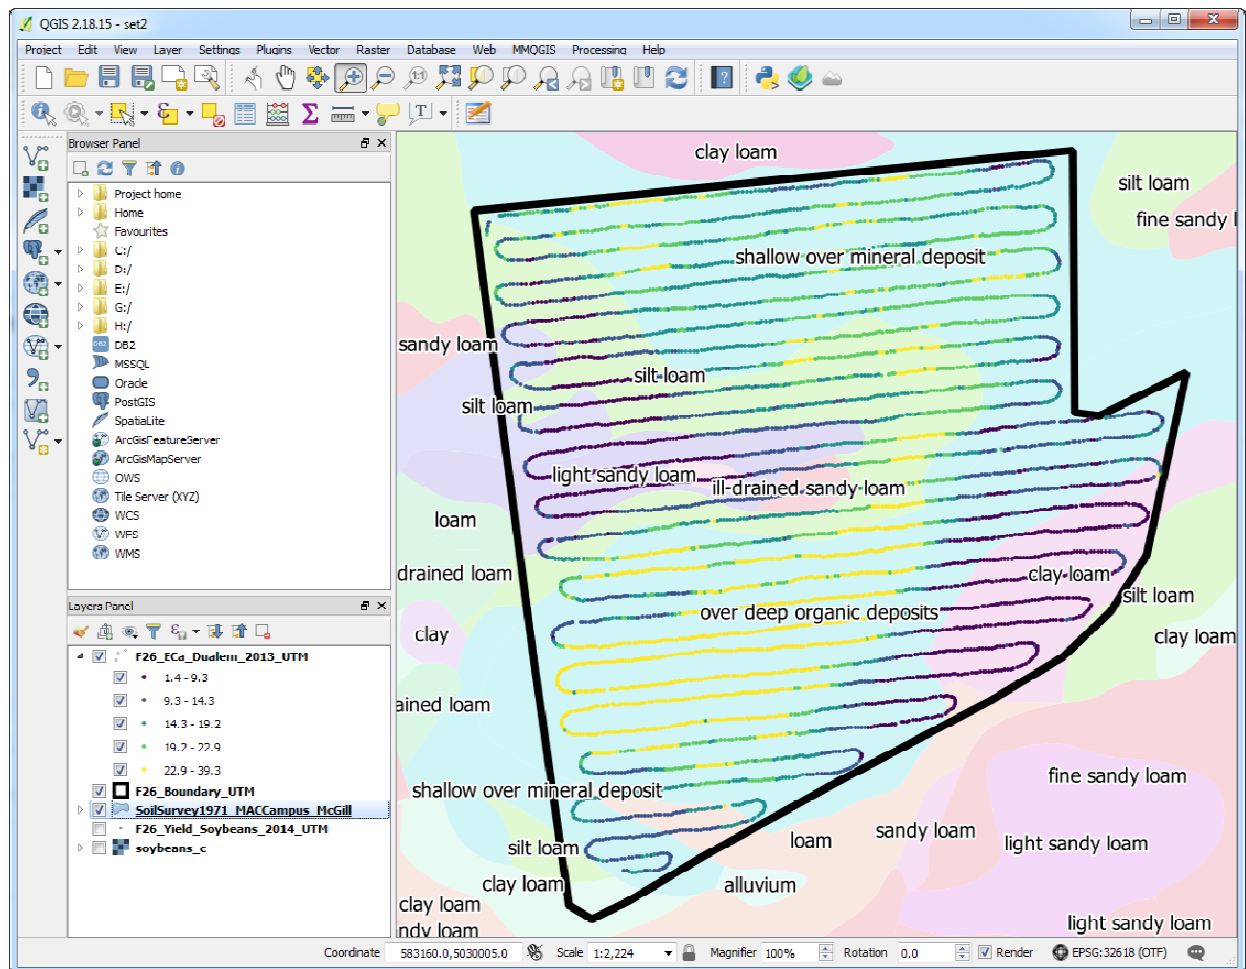 QGIS 2.18.15 - set2
Project Edit View Layer Settings Plugins Vector Raster Database Web MMQGIS Processing Help
Browser Panel
Project home
Home
Favourites
C:/
D:/
E:/
G:/
H:/
DB2
MSSQL
Oracle
PostGIS
SpatiaLite
ArcGisFeatureServer
ArcGisMapServer
OWS
Tile Server (XYZ)
WCS
WFS
WMS
Layers Panel
F26_ECa_Dualem_2013_UTM
1.4 - 9.3
9.3 - 14.3
14.3 - 19.2
19.2 - 22.9
22.9 - 39.3
F26_Boundary_UTM
SoilSurvey1971_MACCampus_McGill
F26_Yield_Soybeans_2014_UTM
soybeans_c
clay loam
silt loam
fine sandy l
shallow over mineral deposit
sandy loam
silt loam
silt loam
light sandy loam
ill-drained sandy loam
loam
drained loam
clay loam
silt loam
over deep organic deposits
clay
clay loam
ained loam
fine sandy loam
shallow over mineral deposit
sandy loam
loam
light sandy loam
silt loam
clay loam
alluvium
clay loam
light sandy loam
ndy loam
Coordinate 583160.0,5030005.0 Scale 1:2,224 Magnifier 100% Rotation 0.0 Render EPSG:32618 (OTF)